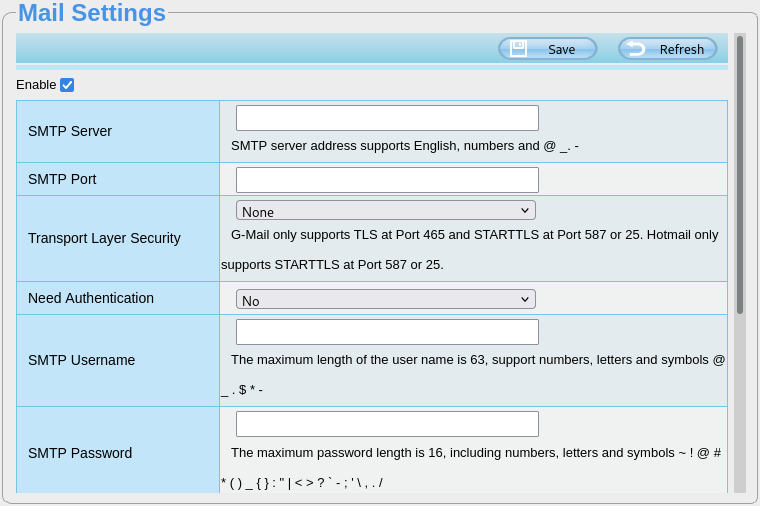 Mail Settings
Save Refresh
Enable
SMTP Server
SMTP server address supports English, numbers and @ _. -
SMTP Port
Transport Layer Security
None
G-Mail only supports TLS at Port 465 and STARTTLS at Port 587 or 25. Hotmail only
supports STARTTLS at Port 587 or 25.
Need Authentication
No
SMTP Username
The maximum length of the user name is 63, support numbers, letters and symbols @
_ . $ * -
SMTP Password
The maximum password length is 16, including numbers, letters and symbols ~ ! @ #
* ( ) _ { } : " | < > ? ` - ; ' \ , . /